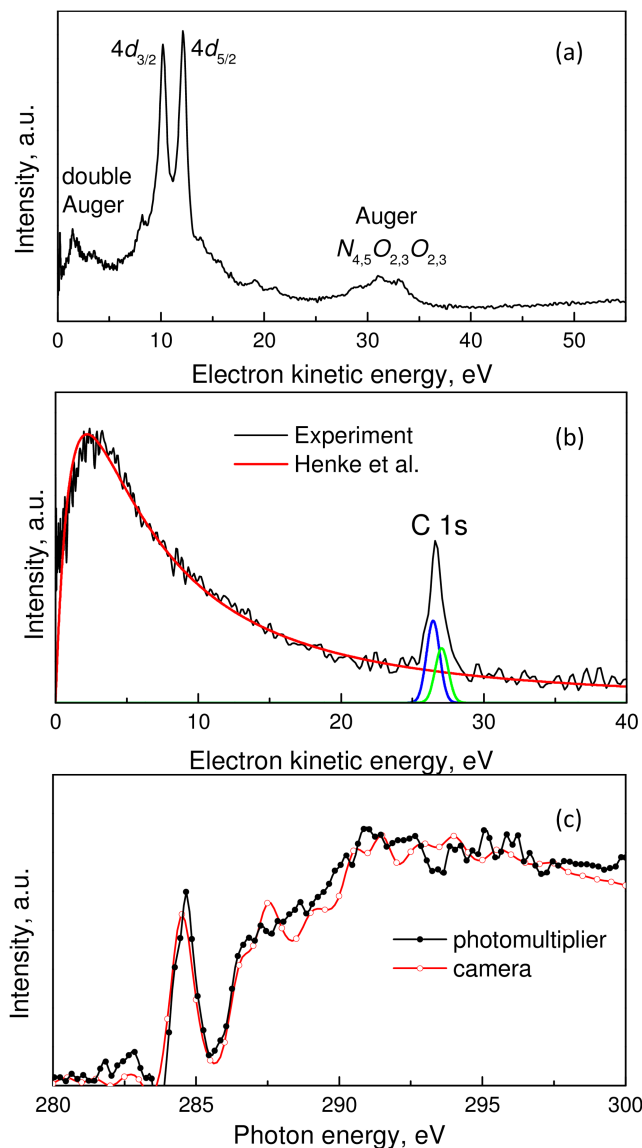 (a)
4d3/2 4d5/2
double
Auger
Auger
N4,5O2,3O2,3
Intensity, a.u.
0 10 20 30 40 50
Electron kinetic energy, eV
(b)
Experiment
Henke et al.
C 1s
Intensity, a.u.
0 10 20 30 40
Electron kinetic energy, eV
(c)
photomultiplier
camera
Intensity, a.u.
280 285 290 295 300
Photon energy, eV